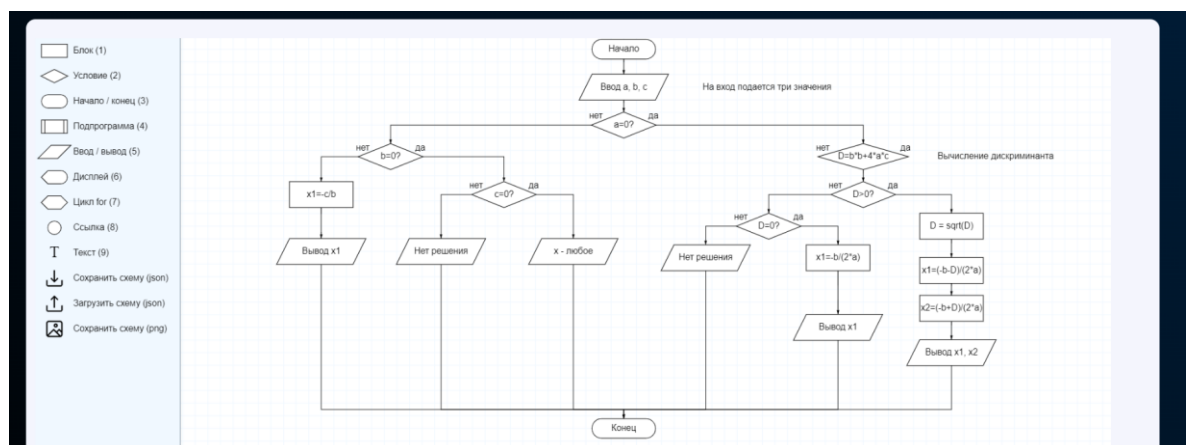 Блок (1)
Условие (2)
Начало / конец (3)
Подпрограмма (4)
Ввод / вывод (5)
Дисплей (6)
Цикл for (7)
Ссылка (8)
T Текст (9)
Сохранить схему (json)
Загрузить схему (json)
Сохранить схему (png)
Начало
Ввод a, b, c
На вход подается три значения
нет a=0? да
нет b=0? да
нет D=b*b+4*a*c да
Вычисление дискриминанта
x1=-c/b
нет c=0? да
нет D>0? да
нет D=0? да
D = sqrt(D)
Вывод x1
Нет решения
x - любое
Нет решения
x1=-b/(2*a)
x1=(-b-D)/(2*a)
x2=(-b+D)/(2*a)
Вывод x1
Вывод x1, x2
Конец